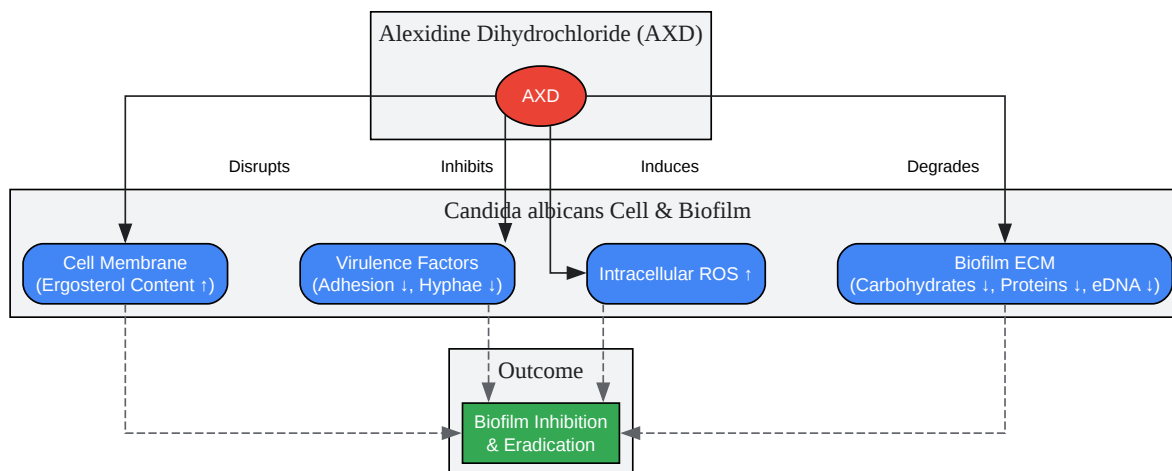 Alexidine Dihydrochloride (AXD)
AXD
Disrupts
Inhibits
Induces
Degrades
Candida albicans Cell & Biofilm
Cell Membrane
(Ergosterol Content ↑)
Virulence Factors
(Adhesion ↓, Hyphae ↓)
Intracellular ROS ↑
Biofilm ECM
(Carbohydrates ↓, Proteins ↓, eDNA ↓)
Outcome
Biofilm Inhibition
& Eradication